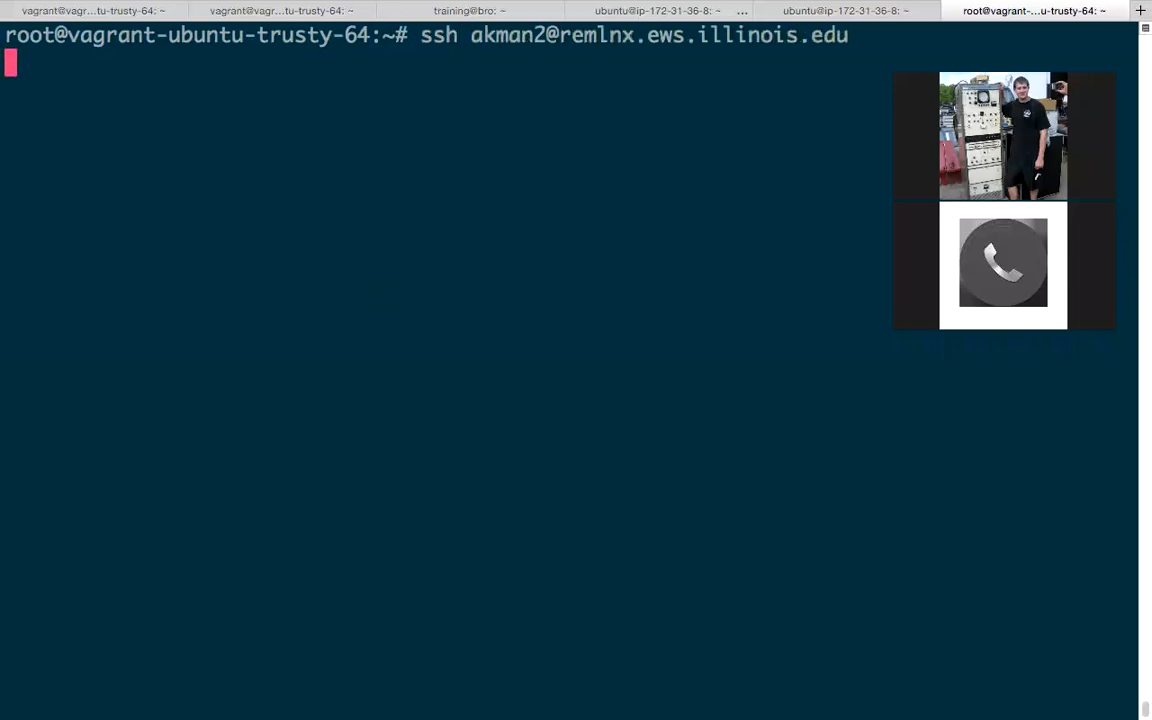 vagrant@vagr...tu-trusty-64: ~
vagrant@vagr...tu-trusty-64: ~
training@bro: ~
ubuntu@ip-172-31-36-8: ~
...
ubuntu@ip-172-31-36-8: ~
root@vagrant-...u-trusty-64: ~
root@vagrant-ubuntu-trusty-64:~# ssh akman2@remlnx.ews.illinois.edu